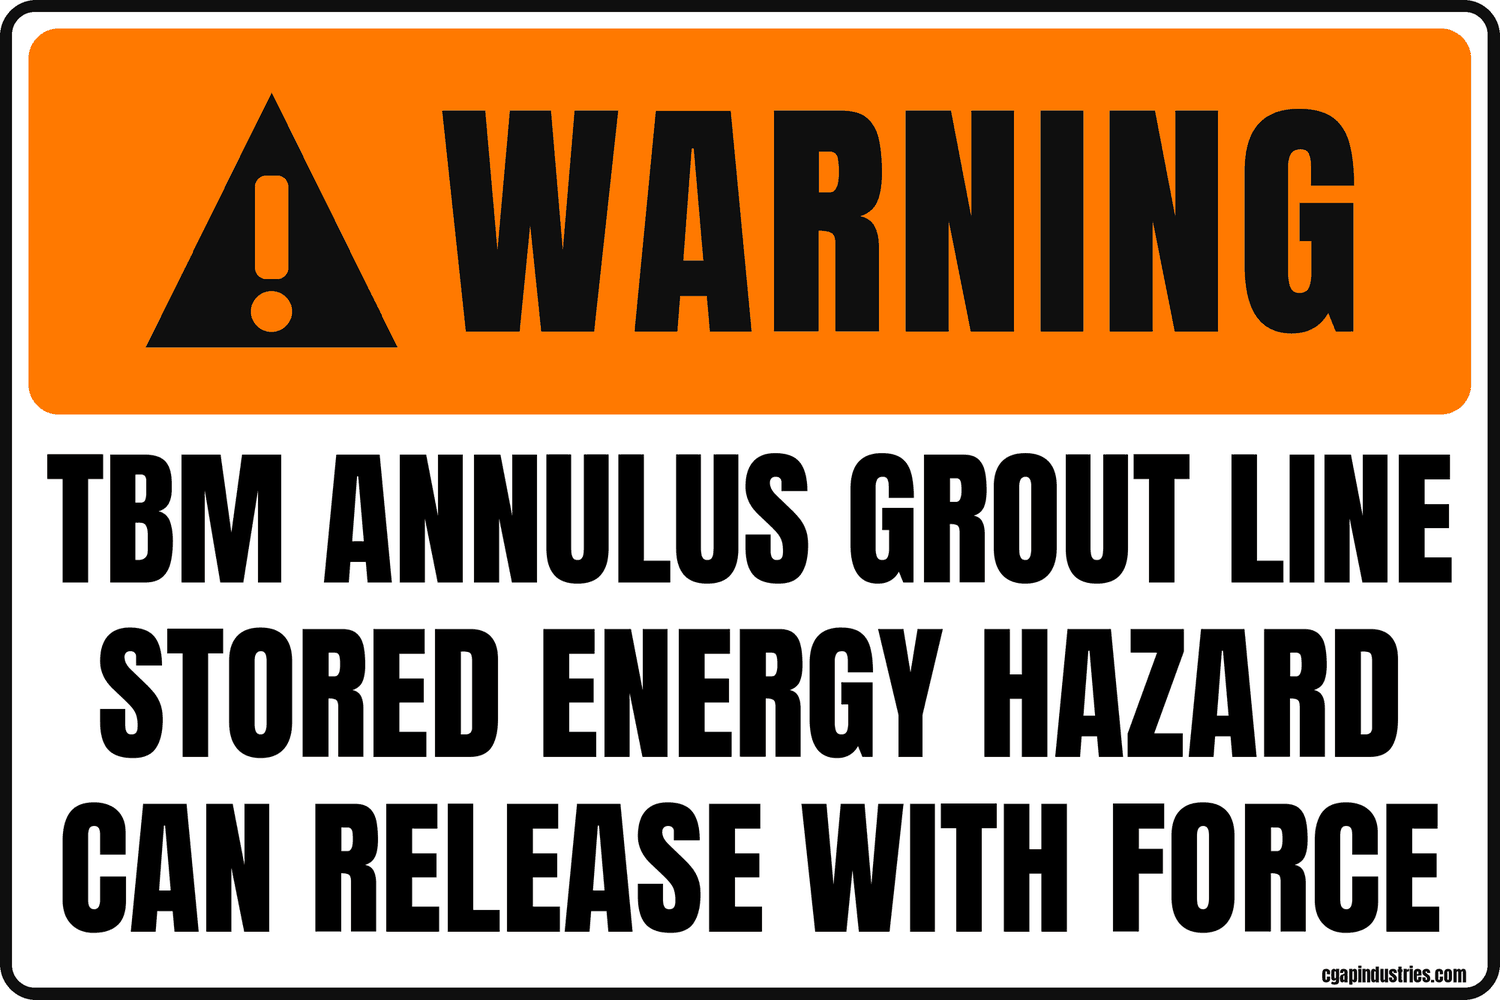 WARNING
TBM ANNULUS GROUT LINE
STORED ENERGY HAZARD
CAN RELEASE WITH FORCE
cgapindustries.com